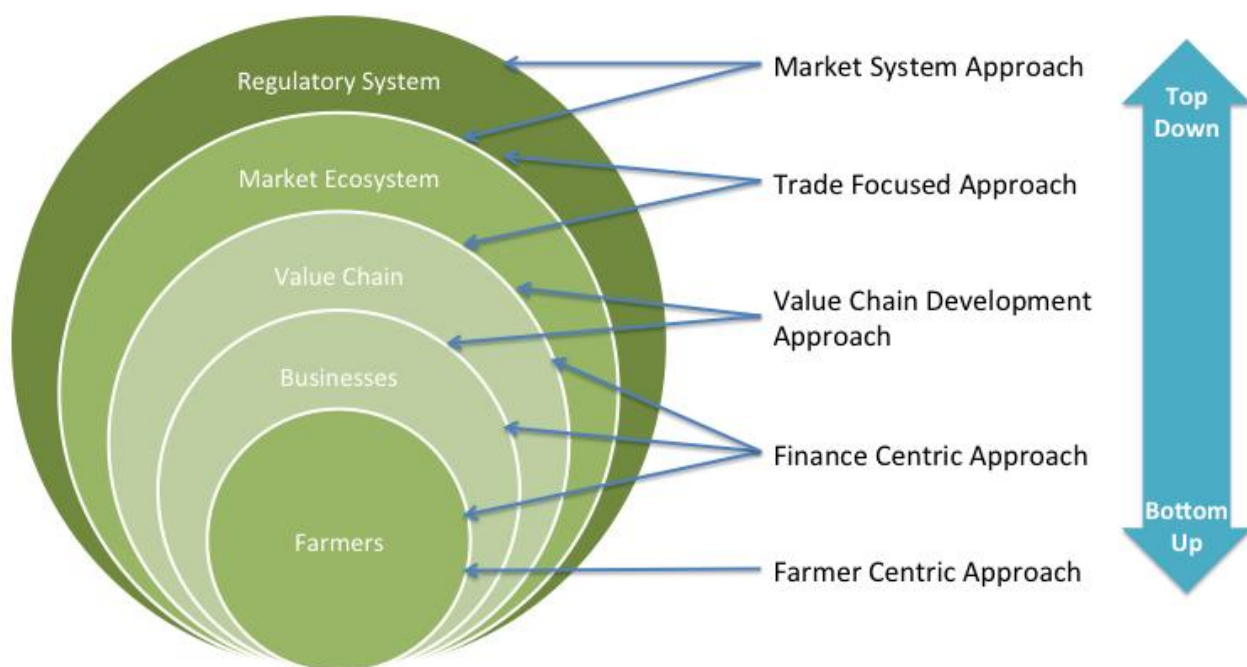 Regulatory System
Market Ecosystem
Value Chain
Businesses
Farmers
Market System Approach
Trade Focused Approach
Value Chain Development
Approach
Finance Centric Approach
Farmer Centric Approach
Top
Down
Bottom
Up